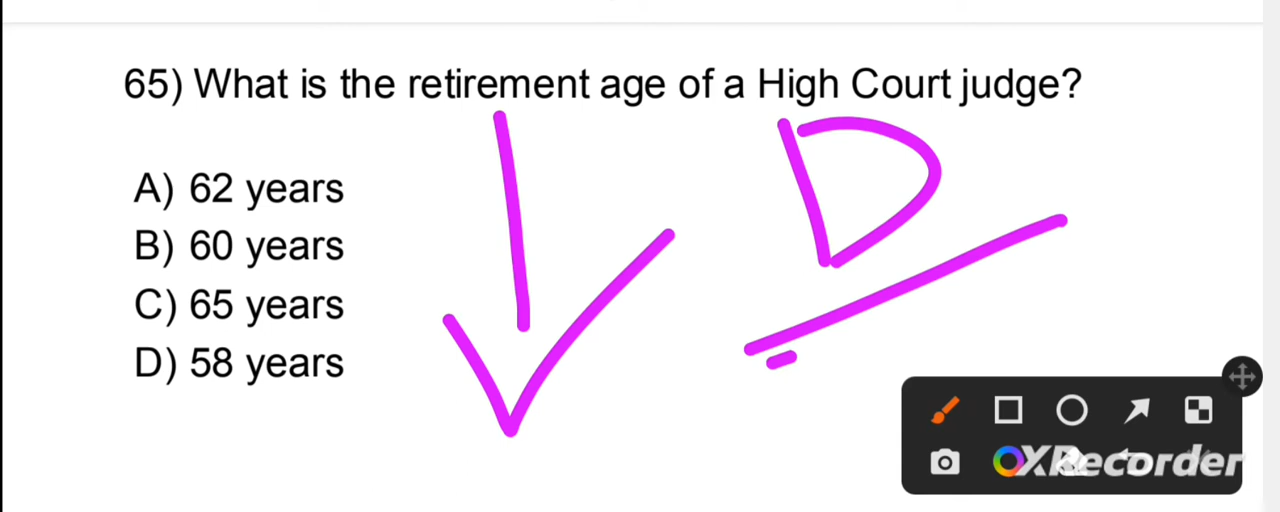 65) What is the retirement age of a High Court judge?
A) 62 years
B) 60 years
C) 65 years
D) 58 years
D
XRecorder